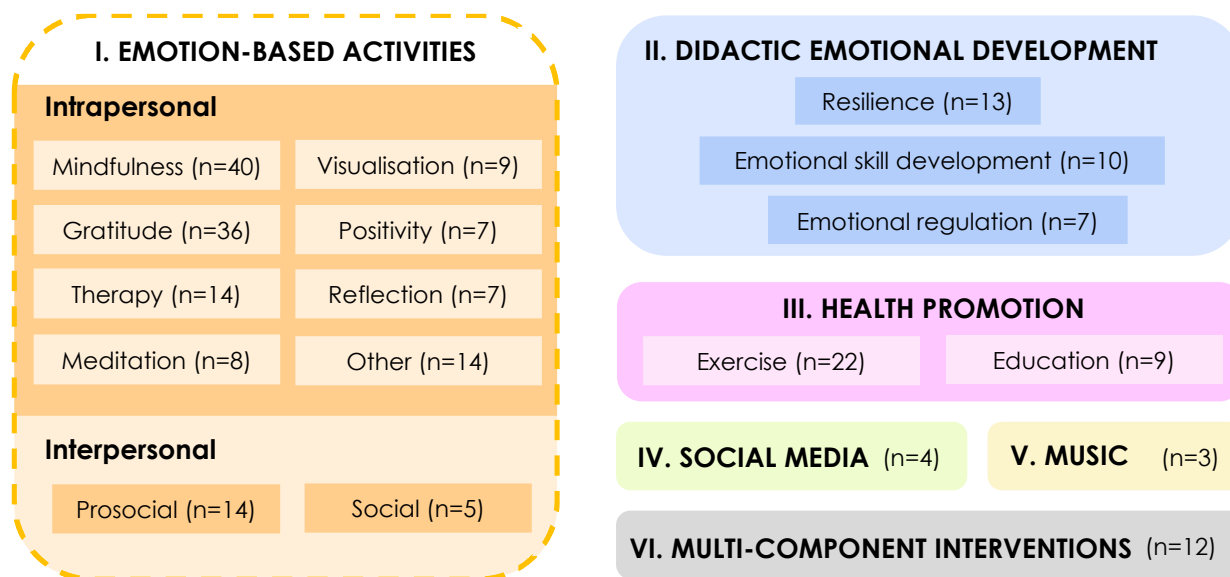 I. EMOTION-BASED ACTIVITIES
Intrapersonal
Mindfulness (n=40)
Visualisation (n=9)
Gratitude (n=36)
Positivity (n=7)
Therapy (n=14)
Reflection (n=7)
Meditation (n=8)
Other (n=14)
Interpersonal
Prosocial (n=14)
Social (n=5)
II. DIDACTIC EMOTIONAL DEVELOPMENT
Resilience (n=13)
Emotional skill development (n=10)
Emotional regulation (n=7)
III. HEALTH PROMOTION
Exercise (n=22)
Education (n=9)
IV. SOCIAL MEDIA (n=4)
V. MUSIC (n=3)
VI. MULTI-COMPONENT INTERVENTIONS (n=12)